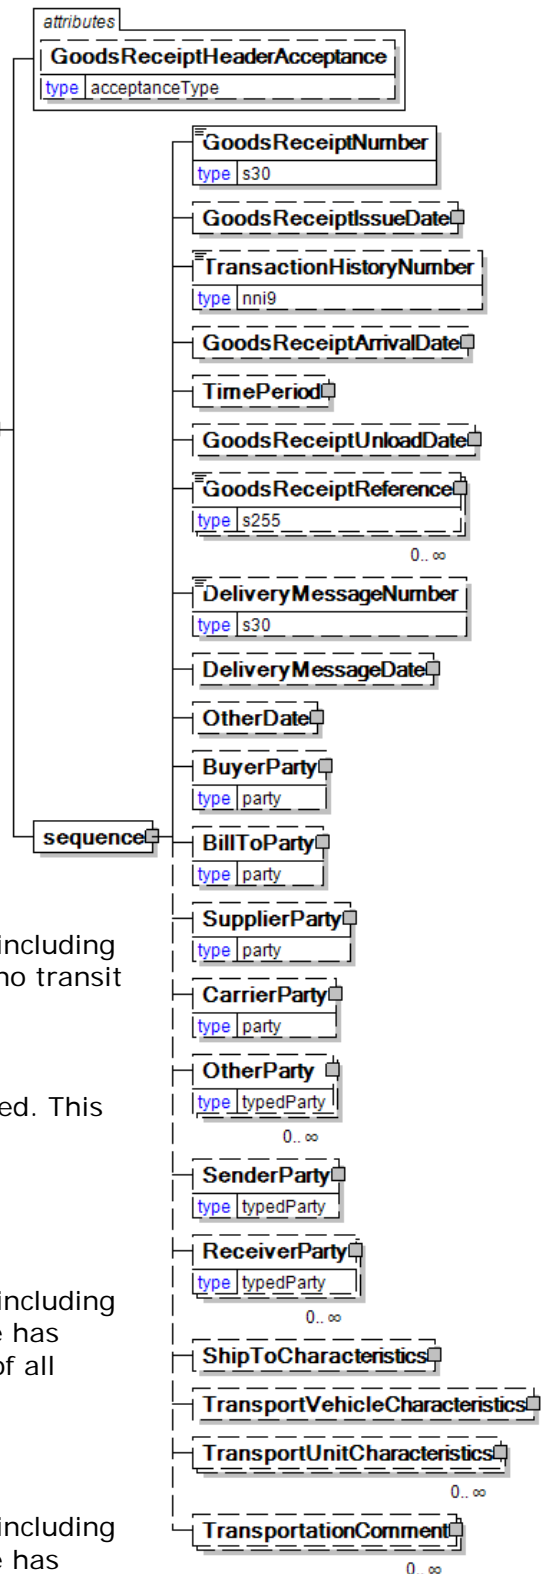 attributes
GoodsReceiptHeaderAcceptance
type acceptanceType
GoodsReceiptNumber
type s30
GoodsReceiptIssueDate
TransactionHistoryNumber
type nni9
GoodsReceiptArrivalDate
TimePeriod
GoodsReceiptUnloadDate
GoodsReceiptReference
type s255
0.. ∞
DeliveryMessageNumber
type s30
DeliveryMessageDate
OtherDate
BuyerParty
type party
sequence
BillToParty
type party
SupplierParty
type party
including
no transit
CarrierParty
type party
OtherParty
type typedParty
0.. ∞
ed. This
SenderParty
type typedParty
ReceiverParty
type typedParty
0.. ∞
including
e has
of all
ShipToCharacteristics
TransportVehicleCharacteristics
TransportUnitCharacteristics
0.. ∞
including
e has
TransportationComment
0.. ∞